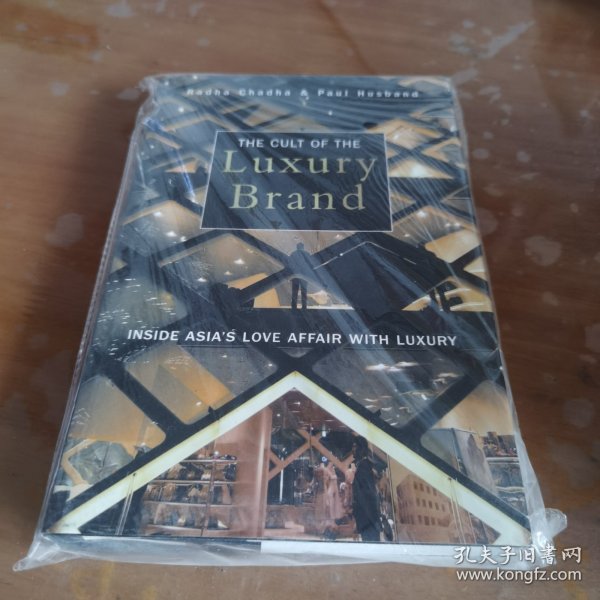 Radha Chadha & Paul Husband
THE CULT OF THE
Luxury
Brand
INSIDE ASIA'S LOVE AFFAIR WITH LUXURY
孔夫子旧書网
www.kongfz.com